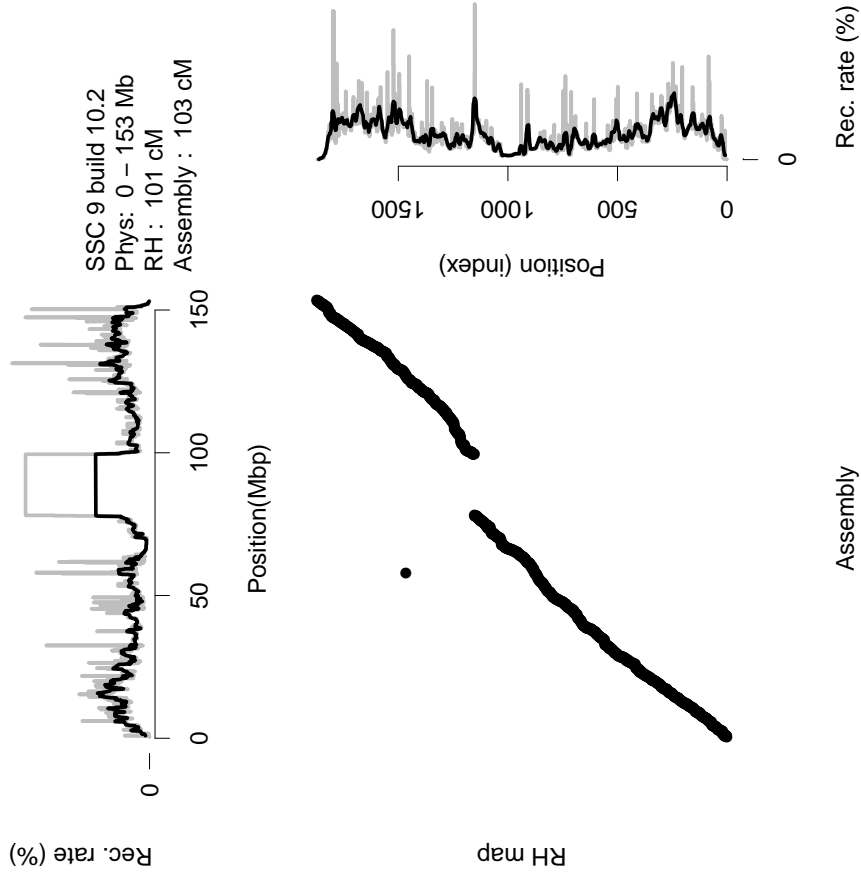 SSC 9 build 10.2
Phys: 0 – 153 Mb
RH : 101 cM
Assembly : 103 cM
Rec. rate (%)
0
0
50
100
150
Position(Mbp)
RH map
Assembly
Position (index)
0
500
1000
1500
0
Rec. rate (%)